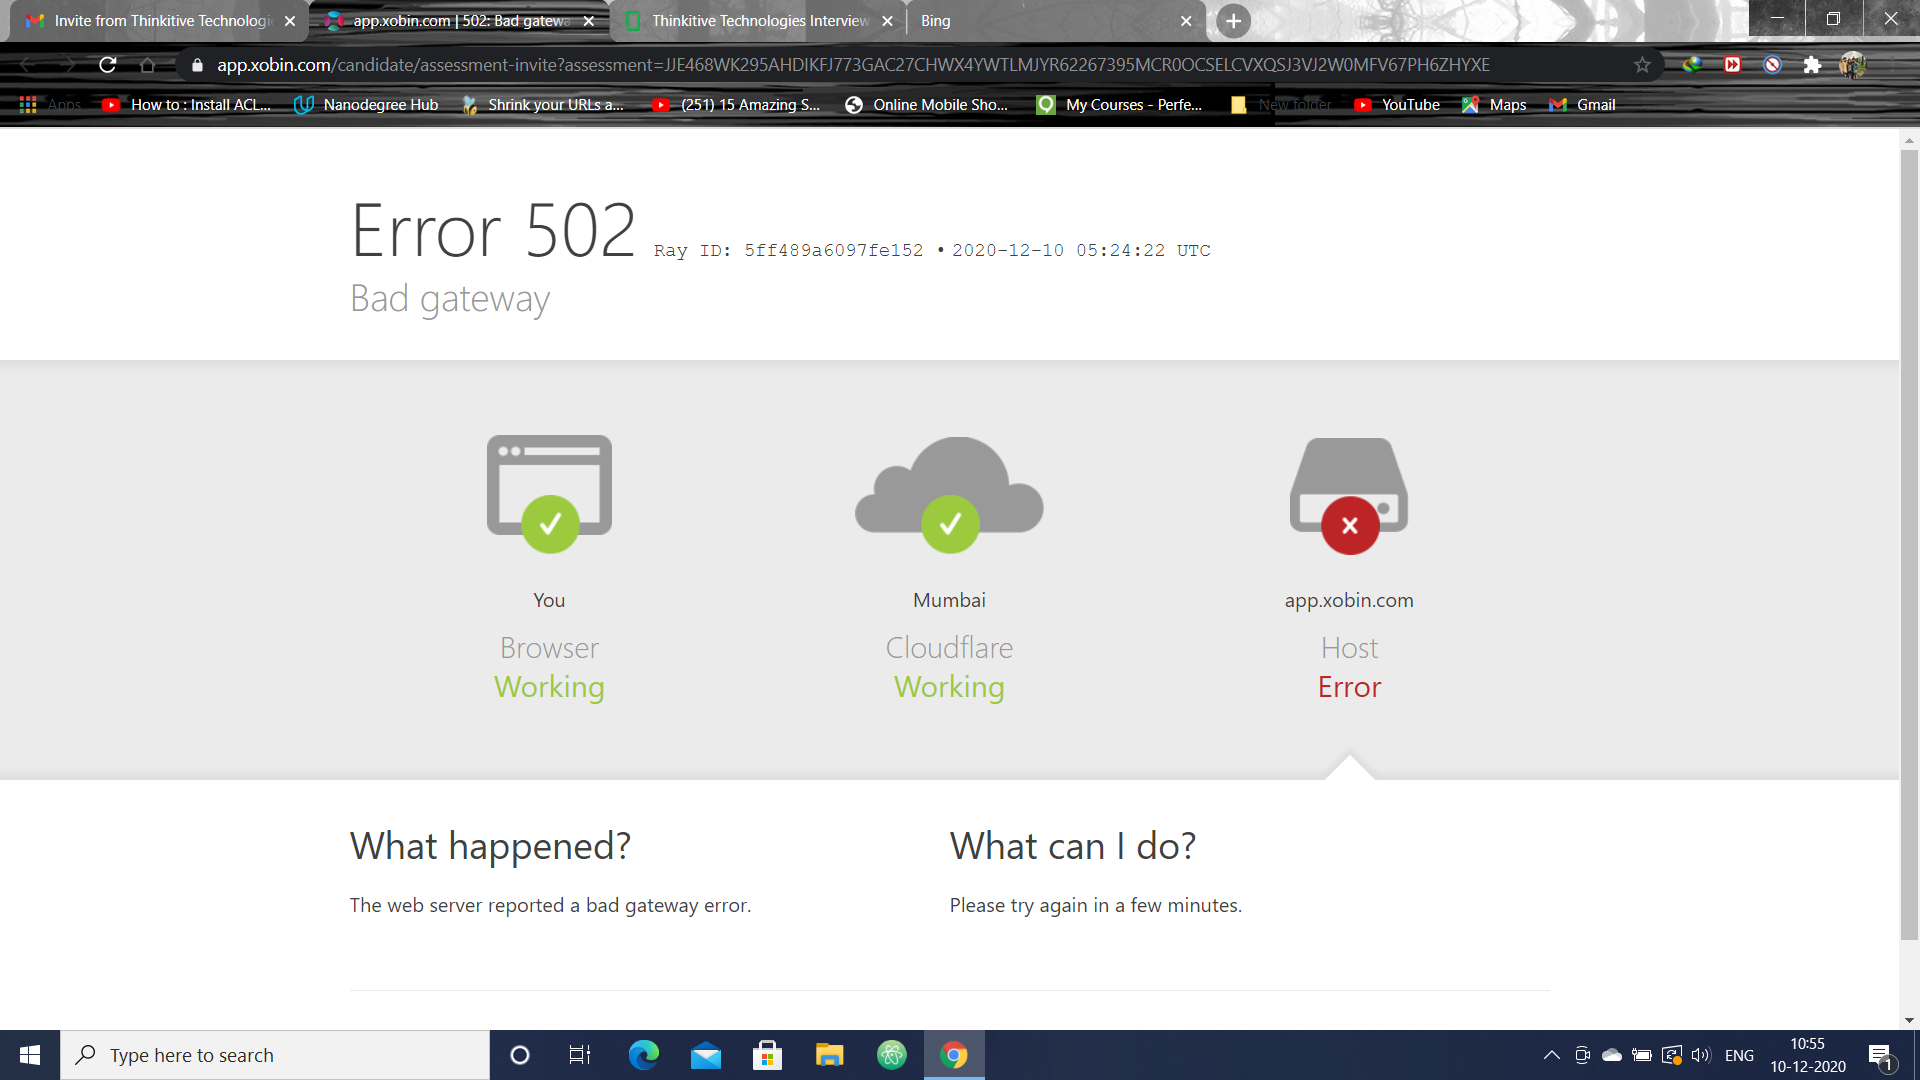 Invite from Thinkitive Technologi
app.xobin.com | 502: Bad gatewa
Thinkitive Technologies Interview
Bing
app.xobin.com/candidate/assessment-invite?assessment=JJE468WK295AHDIKFJ773GAC27CHWX4YWTLMJYR62267395MCR0OCSELCVXQSJ3VJ2W0MFV67PH6ZHYXE
Apps
How to : Install ACL...
Nanodegree Hub
Shrink your URLs a...
(251) 15 Amazing S...
Online Mobile Sho...
My Courses - Perfe...
New folder
YouTube
Maps
Gmail
Error 502 Ray ID: 5ff489a6097fe152 • 2020-12-10 05:24:22 UTC
Bad gateway
You
Browser
Working
Mumbai
Cloudflare
Working
app.xobin.com
Host
Error
What happened?
The web server reported a bad gateway error.
What can I do?
Please try again in a few minutes.
Type here to search
ENG
10:55
10-12-2020
1